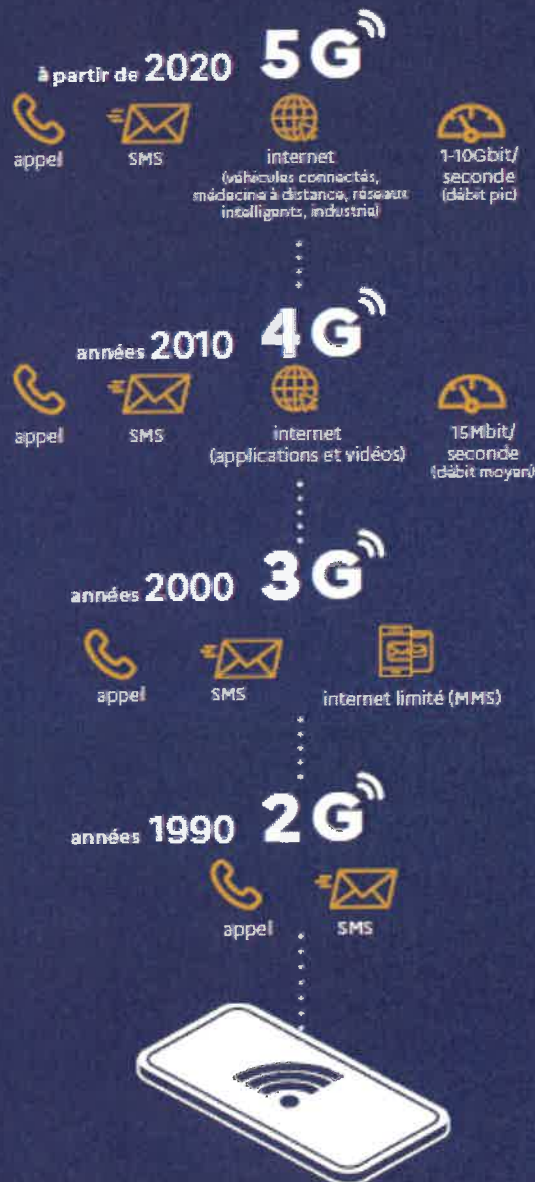 à partir de 2020 5G
appel
SMS
internet
(véhicules connectés,
médecine à distance, réseaux
intelligents, industrie)
1-10Gbit/
seconde
(débit pic)
années 2010 4G
appel
SMS
internet
(applications et vidéos)
15Mbit/
seconde
(débit moyen)
années 2000 3G
appel
SMS
internet limité (MMS)
années 1990 2G
appel
SMS